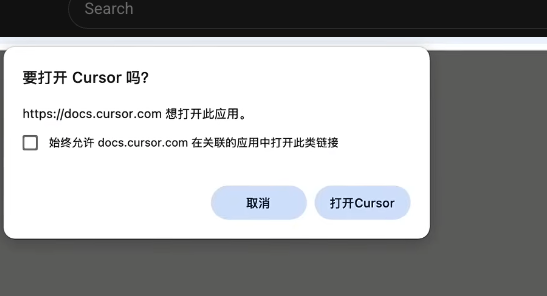 Search
要打开 Cursor 吗?
https://docs.cursor.com 想打开此应用。
始终允许 docs.cursor.com 在关联的应用中打开此类链接
取消
打开Cursor